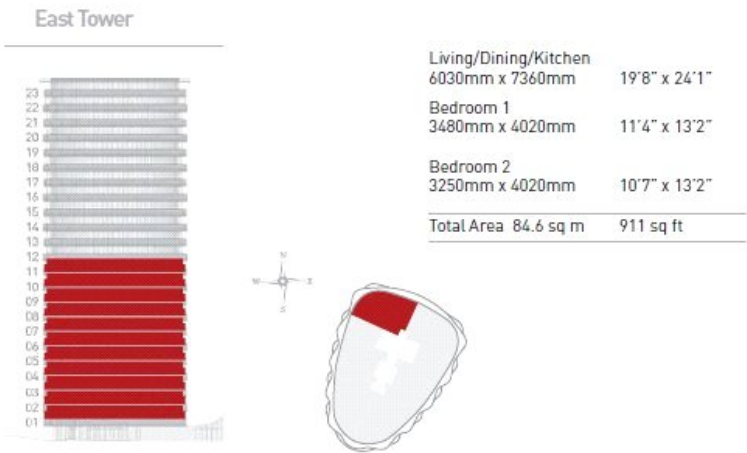 East Tower
23
22
21
20
19
18
17
16
15
14
13
12
11
10
09
08
07
06
05
04
03
02
01
N
W E
S
Living/Dining/Kitchen
6030mm x 7360mm 19'8" x 24'1"
Bedroom 1
3480mm x 4020mm 11'4" x 13'2"
Bedroom 2
3250mm x 4020mm 10'7" x 13'2"
Total Area 84.6 sq m 911 sq ft